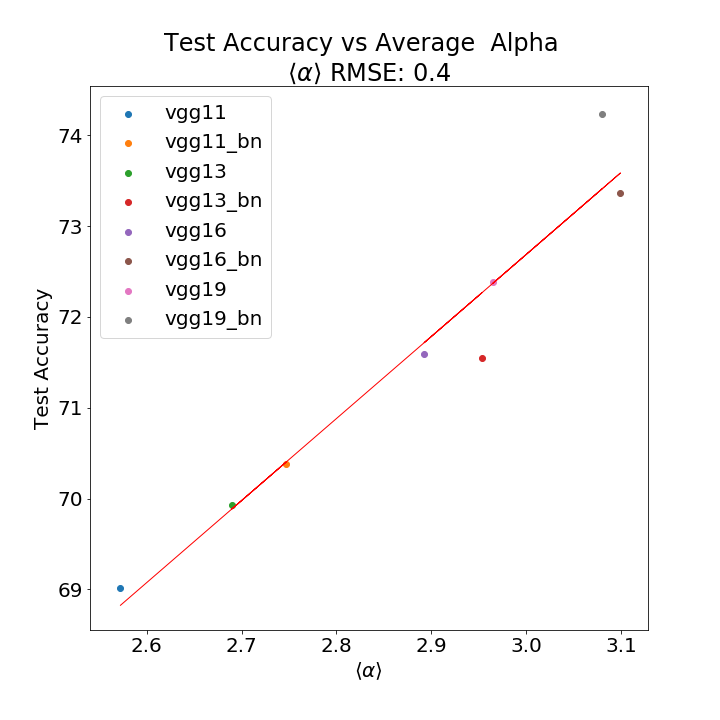 Test Accuracy vs Average  Alpha
⟨α⟩ RMSE: 0.4
vgg11
vgg11_bn
vgg13
vgg13_bn
vgg16
vgg16_bn
vgg19
vgg19_bn
Test Accuracy
74
73
72
71
70
69
2.6
2.7
2.8
2.9
3.0
3.1
⟨α⟩